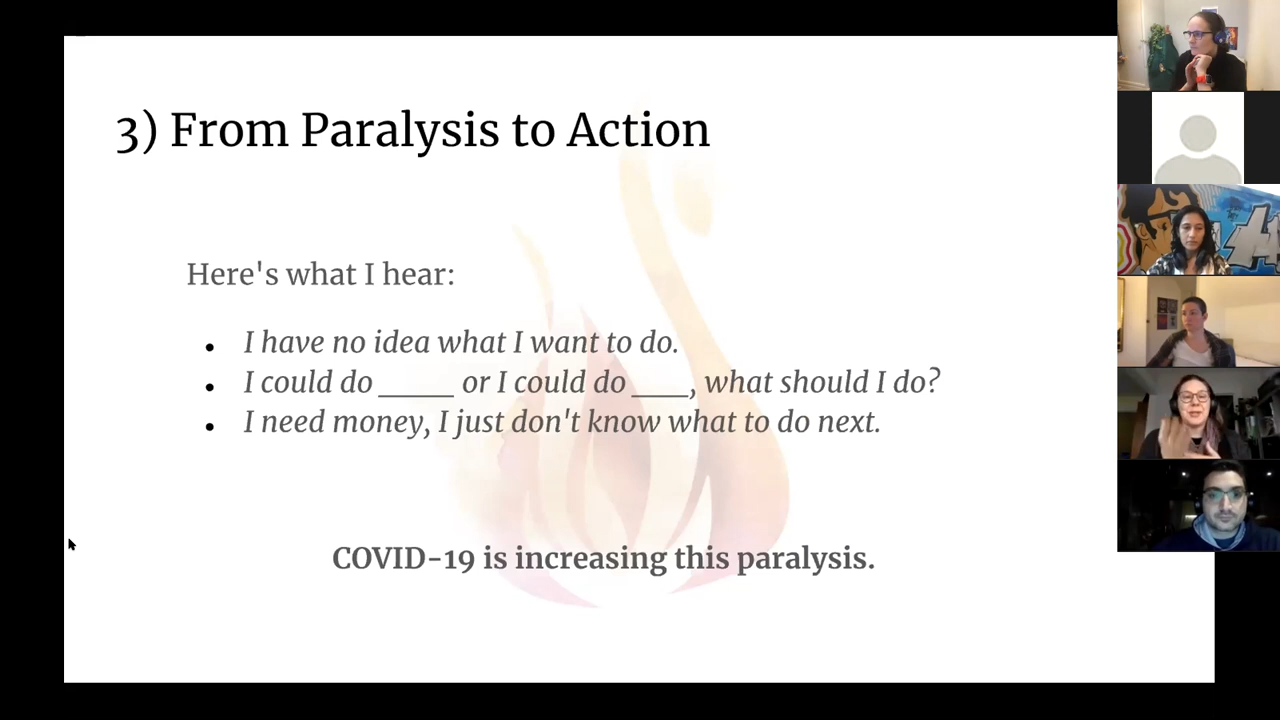 3) From Paralysis to Action
Here's what I hear:
• I have no idea what I want to do.
• I could do _____ or I could do ____, what should I do?
• I need money, I just don't know what to do next.
COVID-19 is increasing this paralysis.